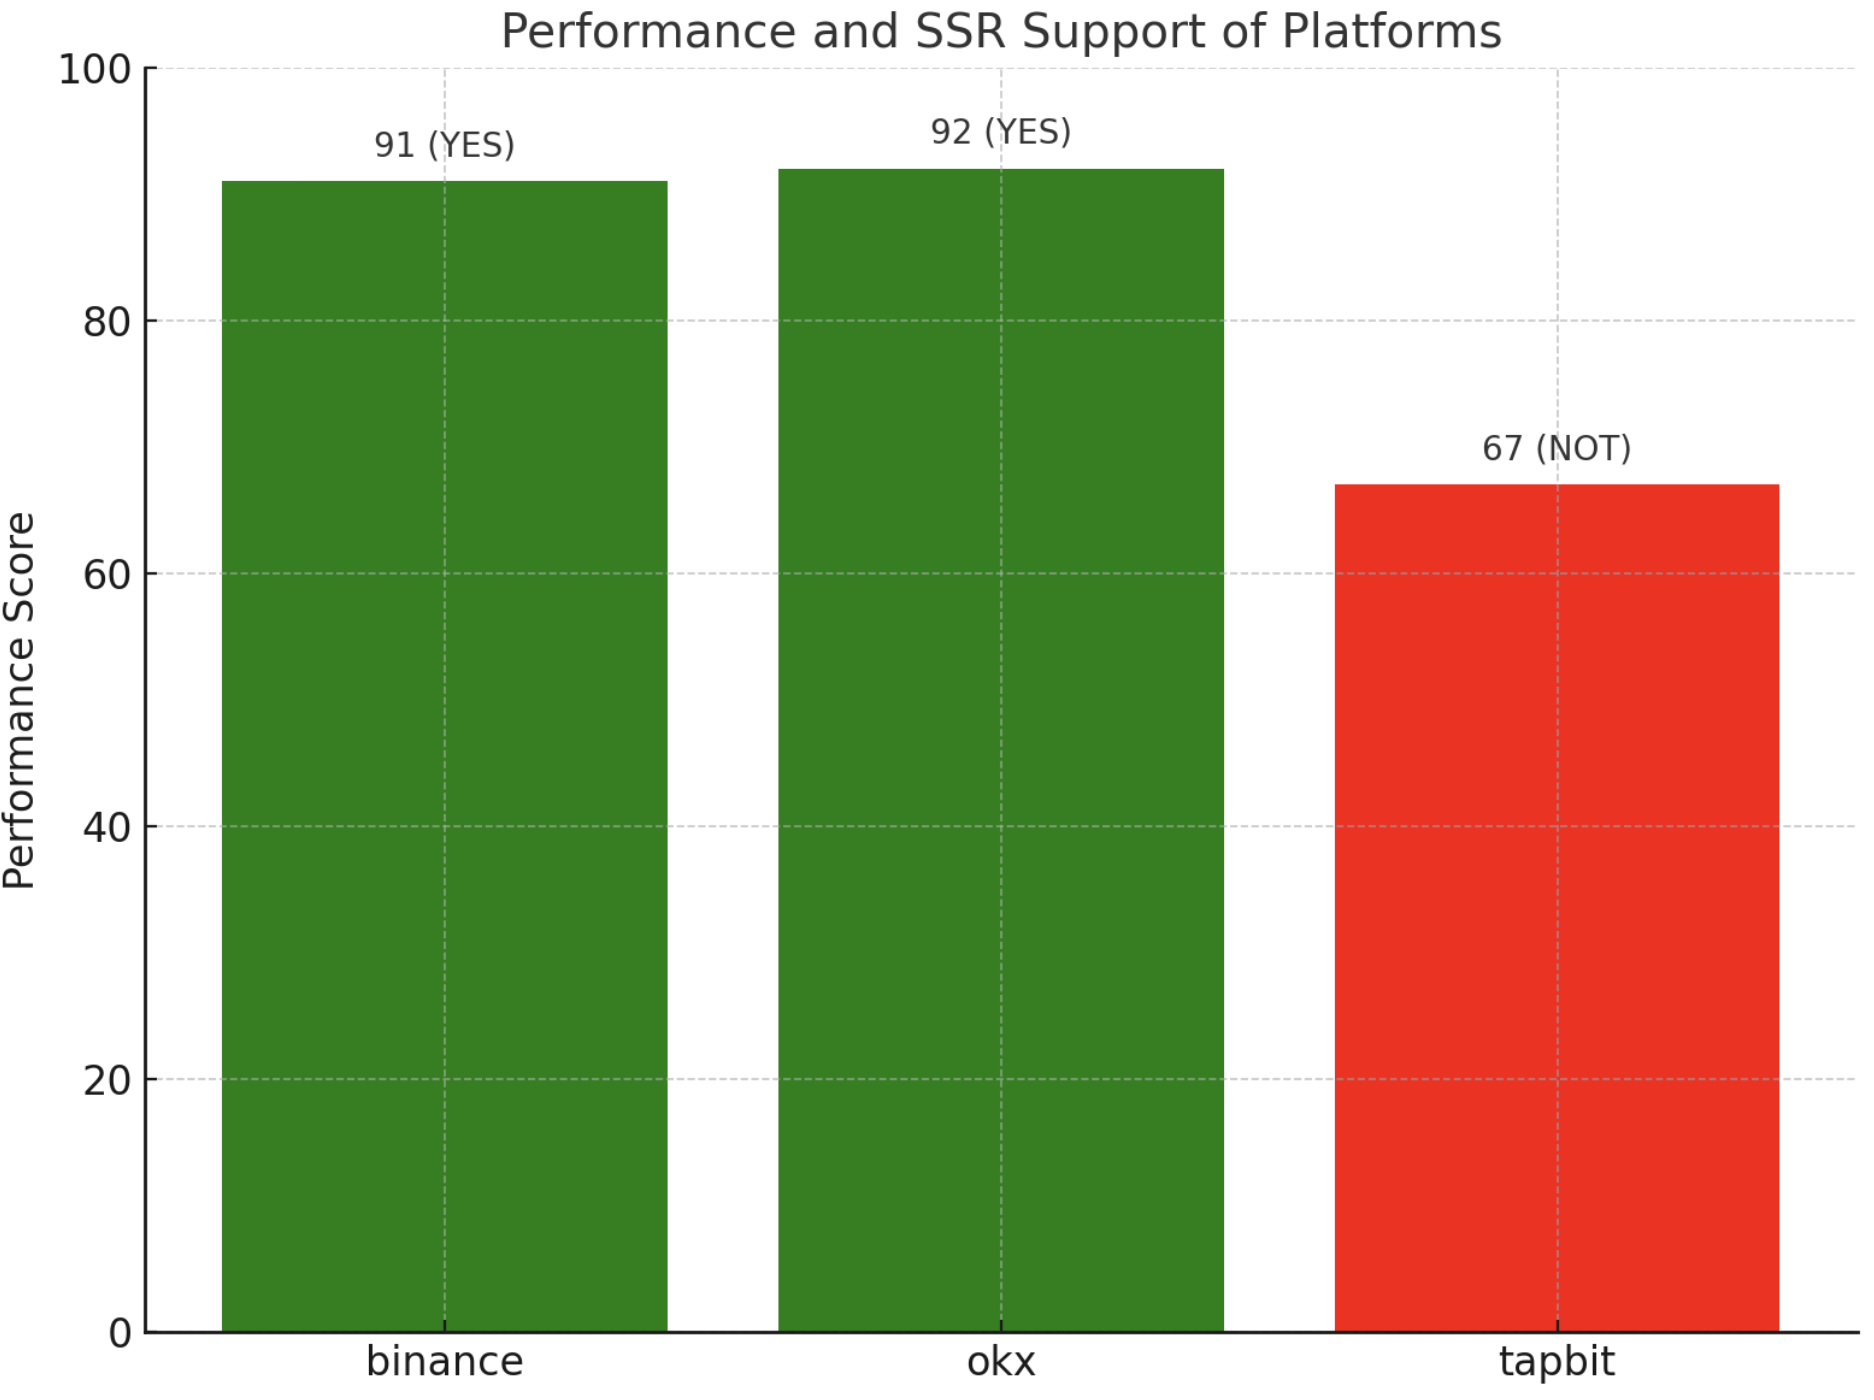 Performance and SSR Support of Platforms
Performance Score
100
80
60
40
20
0
91 (YES)
92 (YES)
67 (NOT)
binance
okx
tapbit